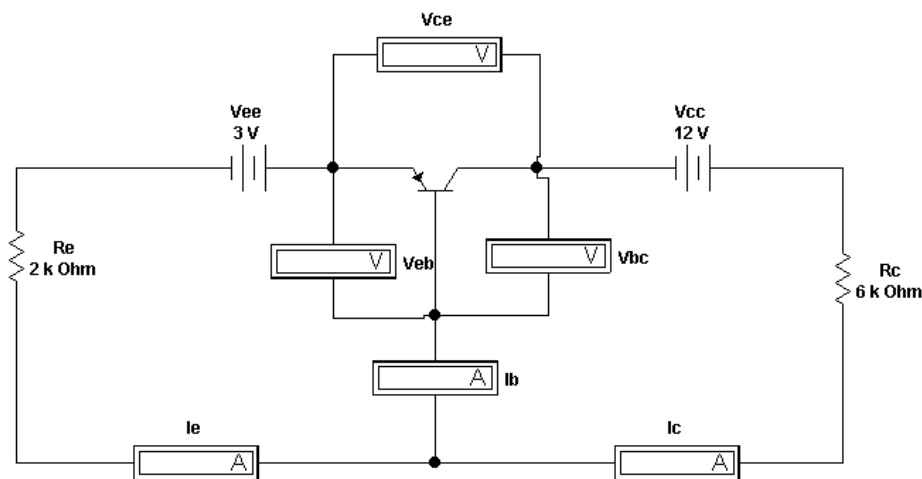 Vce
V
Vee
3 V
Vcc
12 V
Re
2 k Ohm
V
Veb
V
Vbc
Rc
6 k Ohm
A
Ib
Ie
A
Ic
A